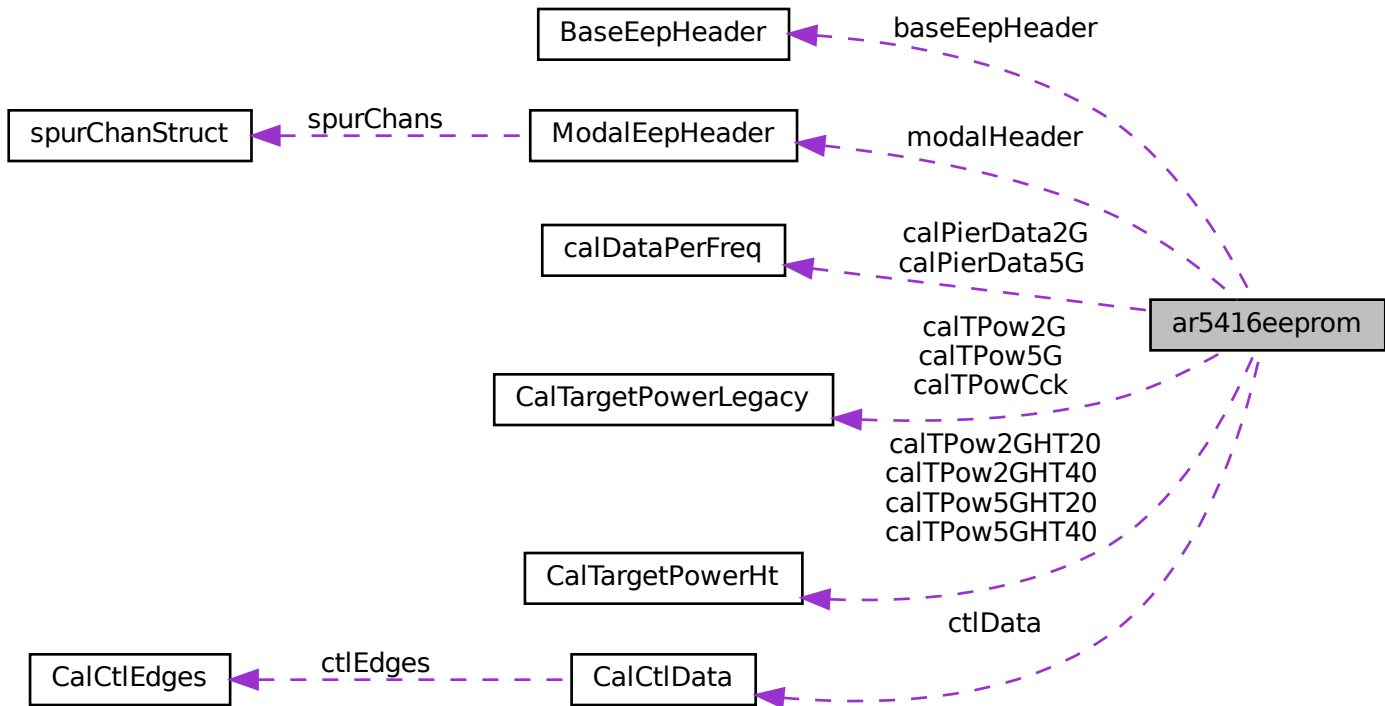 BaseEepHeader
baseEepHeader
spurChanStruct
spurChans
ModalEepHeader
modalHeader
calDataPerFreq
calPierData2G
calPierData5G
ar5416eeprom
calTPow2G
calTPow5G
calTPowCck
CalTargetPowerLegacy
calTPow2GHT20
calTPow2GHT40
calTPow5GHT20
calTPow5GHT40
CalTargetPowerHt
ctlData
CalCtlEdges
ctlEdges
CalCtlData